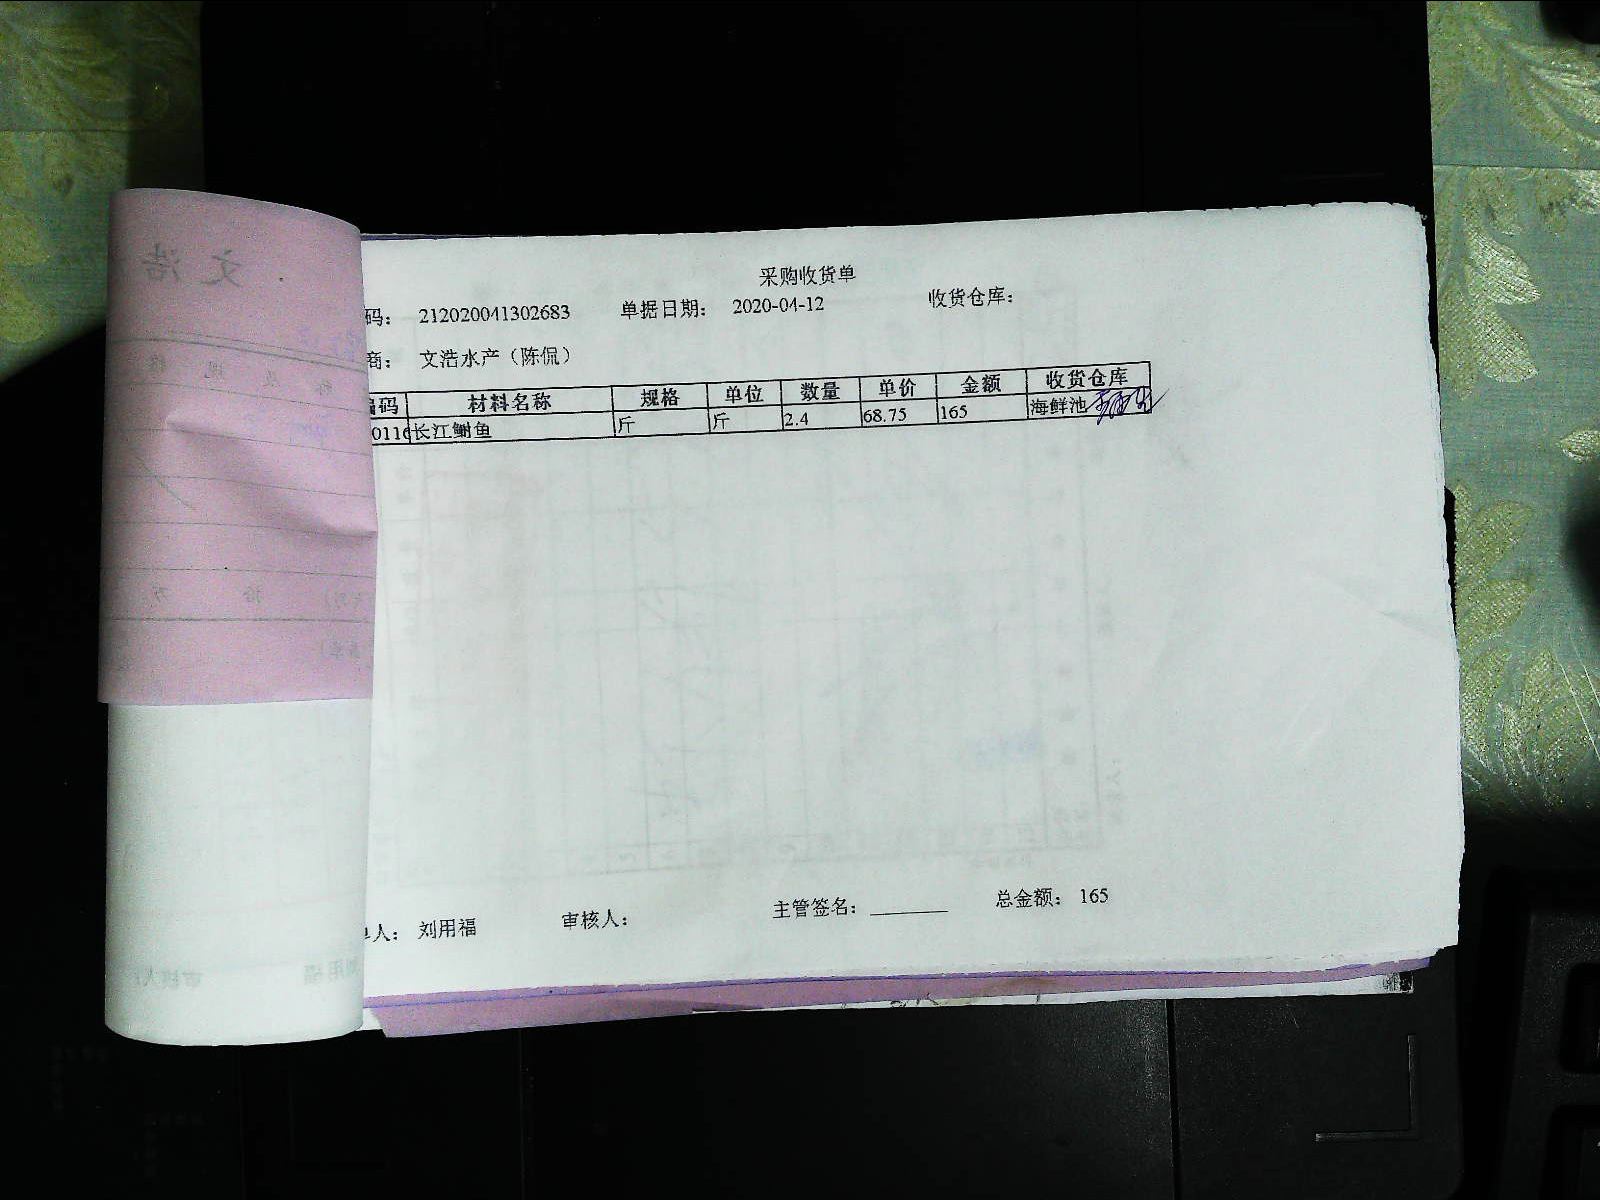 采购收货单
码： 212020041302683 单据日期： 2020-04-12 收货仓库：
商： 文浩水产（陈侃）
编码 材料名称 规格 单位 数量 单价 金额 收货仓库
0116 长江鮰鱼 斤 斤 2.4 68.75 165 海鲜池
单人： 刘用福 审核人： 主管签名： 总金额： 165